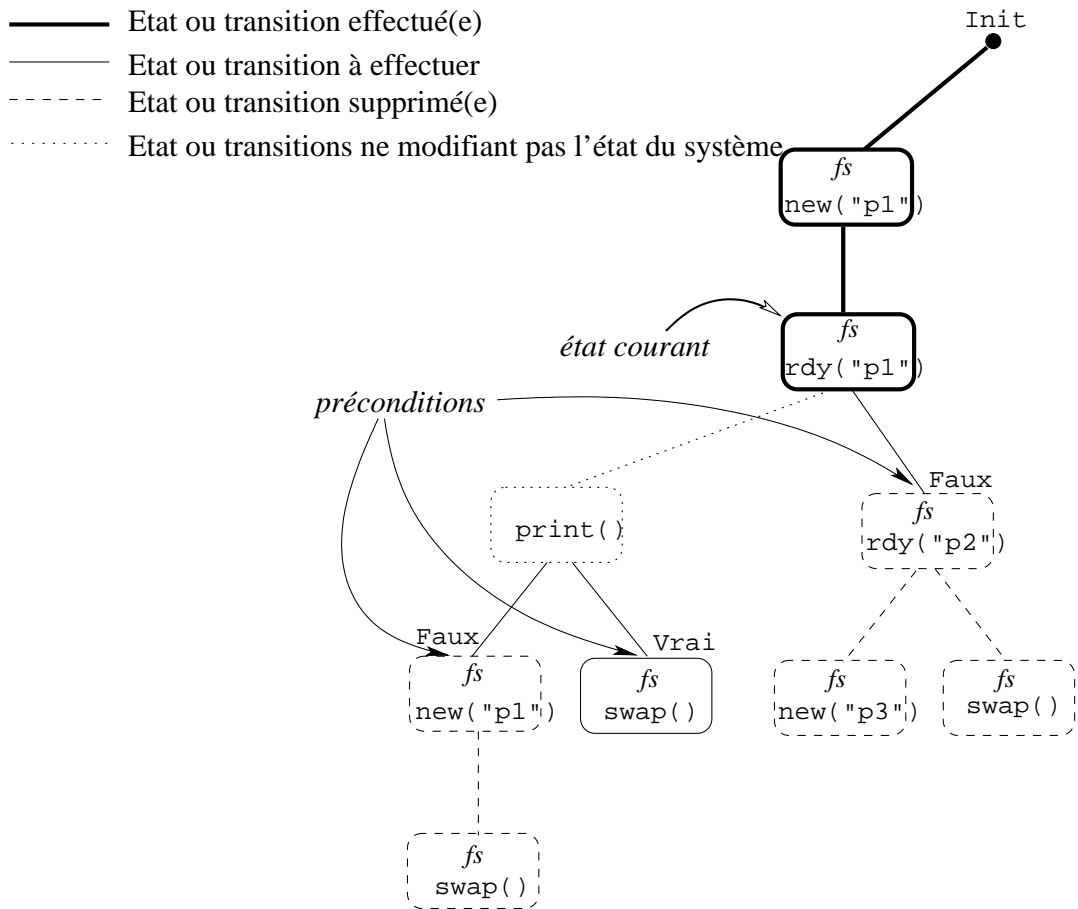 Etat ou transition effectué(e)
Init
Etat ou transition à effectuer
Etat ou transition supprimé(e)
Etat ou transitions ne modifiant pas l'état du système
fs
new("p1")
fs
rdy("p1")
état courant
préconditions
Faux
fs
rdy("p2")
print()
Faux
Vrai
fs
new("p1")
fs
swap()
fs
new("p3")
fs
swap()
fs
swap()